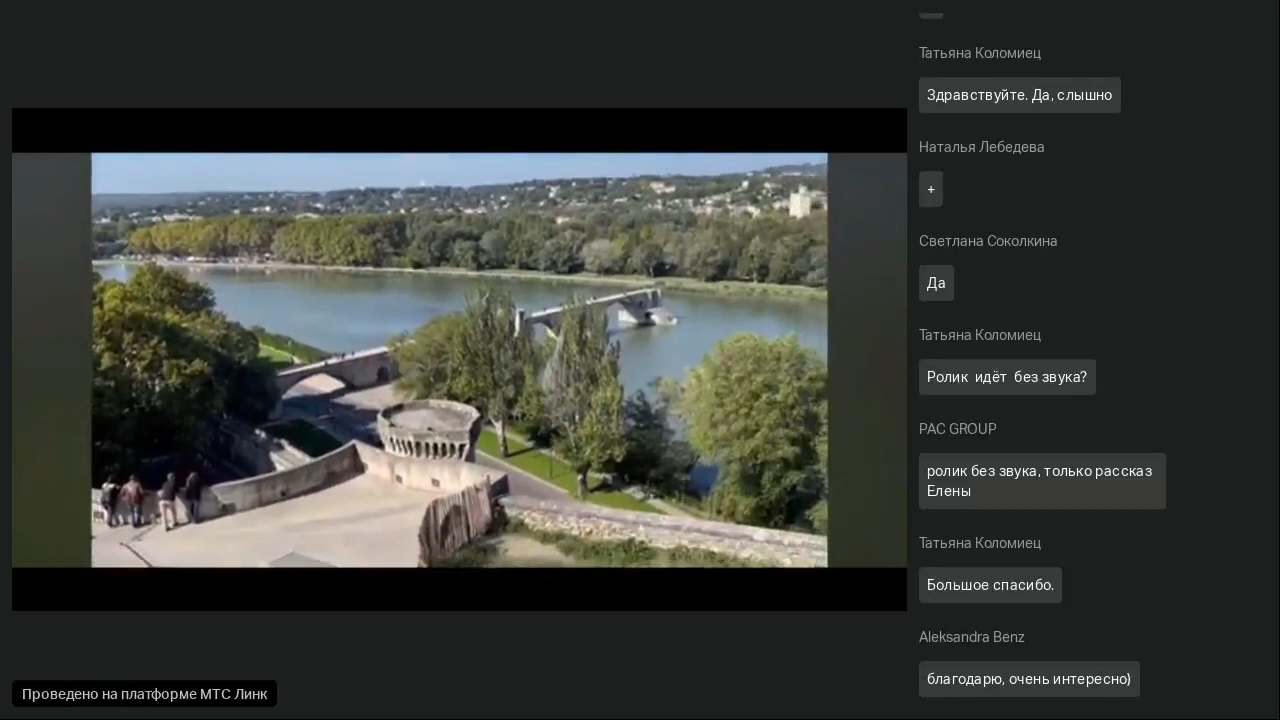 Татьяна Коломиец
Здравствуйте. Да, слышно
Наталья Лебедева
+
Светлана Соколкина
Да
Татьяна Коломиец
Ролик идёт без звука?
PAC GROUP
ролик без звука, только рассказ
Елены
Татьяна Коломиец
Большое спасибо.
Aleksandra Benz
благодарю, очень интересно)
Проведено на платформе МТС Линк